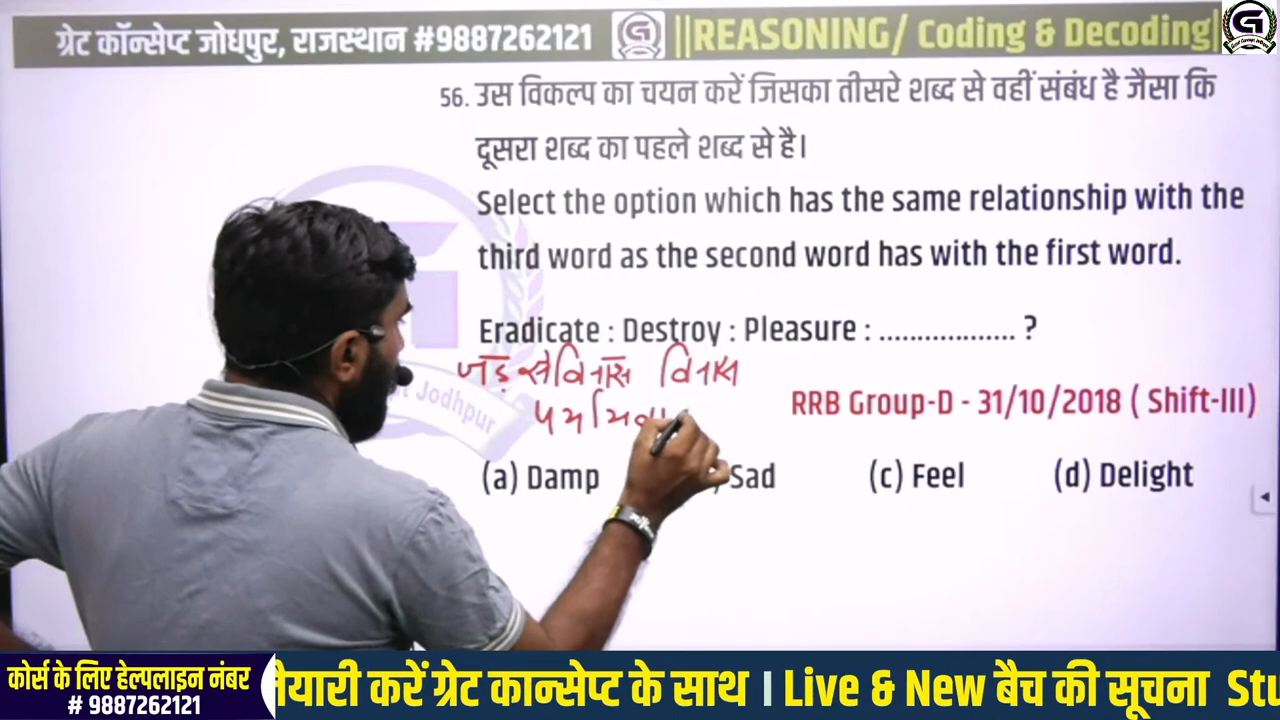 ग्रेट कॉन्सेप्ट जोधपुर, राजस्थान #9887262121 ||REASONING/ Coding & Decoding|
56. उस विकल्प का चयन करें जिसका तीसरे शब्द से वहीं संबंध है जैसा कि
दूसरा शब्द का पहले शब्द से है।
Select the option which has the same relationship with the
third word as the second word has with the first word.
Eradicate : Destroy : Pleasure : .................. ?
जड़ से विनास विनास
RRB Group-D - 31/10/2018 ( Shift-III)
Jodhpur
(a) Damp Sad (c) Feel (d) Delight
कोर्स के लिए हेल्पलाइन नंबर
# 9887262121
तैयारी करें ग्रेट कान्सेप्ट के साथ । Live & New बैच की सूचना